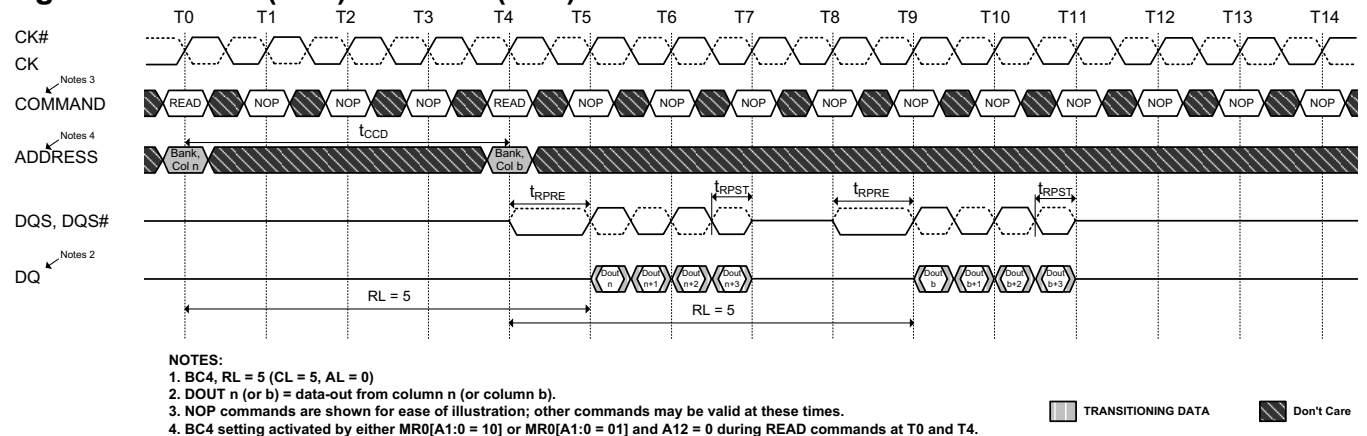 T0 T1 T2 T3 T4 T5 T6 T7 T8 T9 T10 T11 T12 T13 T14
CK#
CK
Notes 3
COMMAND READ NOP NOP NOP READ NOP NOP NOP NOP NOP NOP NOP NOP NOP NOP
Notes 4
tCCD
ADDRESS Bank, Col n Bank, Col b
tRPRE tRPST tRPRE tRPST
DQS, DQS#
Notes 2
DQ Dout n Dout n+1 Dout n+2 Dout n+3 Dout b Dout b+1 Dout b+2 Dout b+3
RL = 5
RL = 5
NOTES:
1. BC4, RL = 5 (CL = 5, AL = 0)
2. DOUT n (or b) = data-out from column n (or column b).
3. NOP commands are shown for ease of illustration; other commands may be valid at these times.
4. BC4 setting activated by either MR0[A1:0 = 10] or MR0[A1:0 = 01] and A12 = 0 during READ commands at T0 and T4.
TRANSITIONING DATA Don't Care